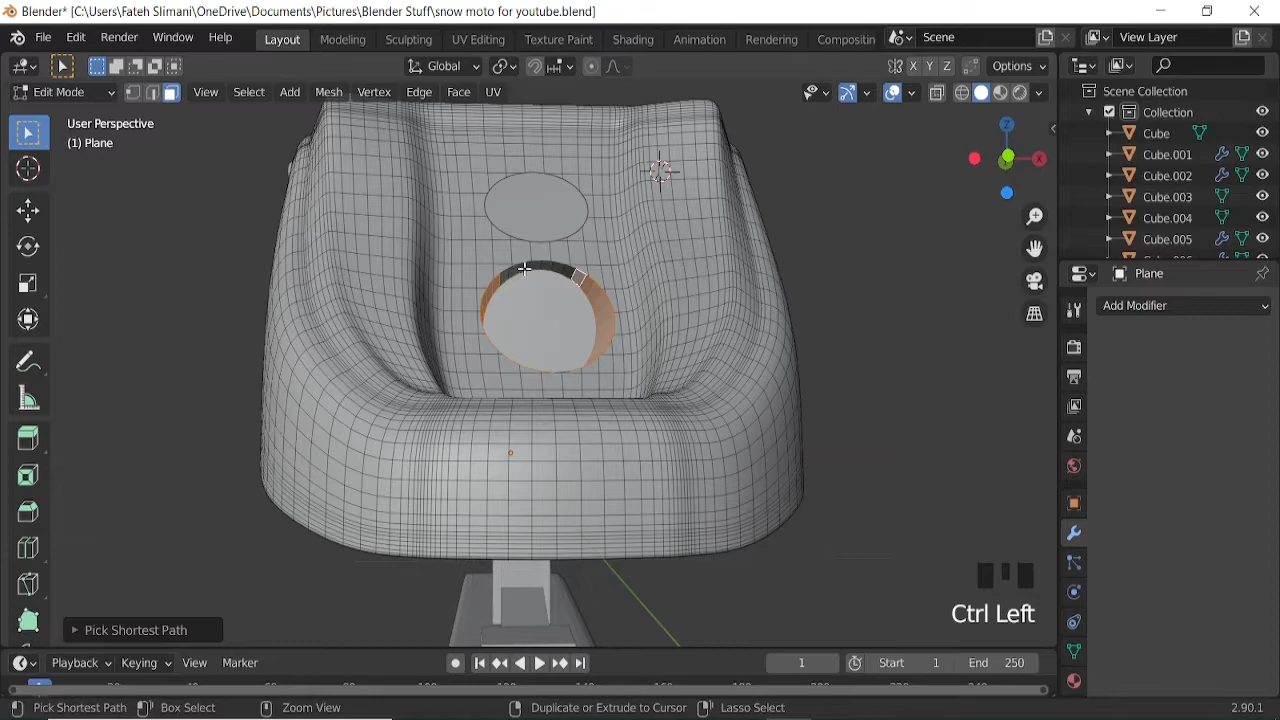 Blender* [C:\Users\Fateh Slimani\OneDrive\Documents\Pictures\Blender Stuff\snow moto for youtube.blend]
File Edit Render Window Help Layout Modeling Sculpting UV Editing Texture Paint Shading Animation Rendering Compositin Scene View Layer
Global X Y Z Options
Edit Mode View Select Add Mesh Vertex Edge Face UV
Scene Collection
Collection
User Perspective
(1) Plane
Z
X
Cube
Cube.001
Cube.002
Cube.003
Cube.004
Cube.005
Plane
Add Modifier
Ctrl Left
Pick Shortest Path
Playback Keying View Marker 1 Start 1 End 250
Pick Shortest Path Box Select Zoom View Duplicate or Extrude to Cursor Lasso Select 2.90.1